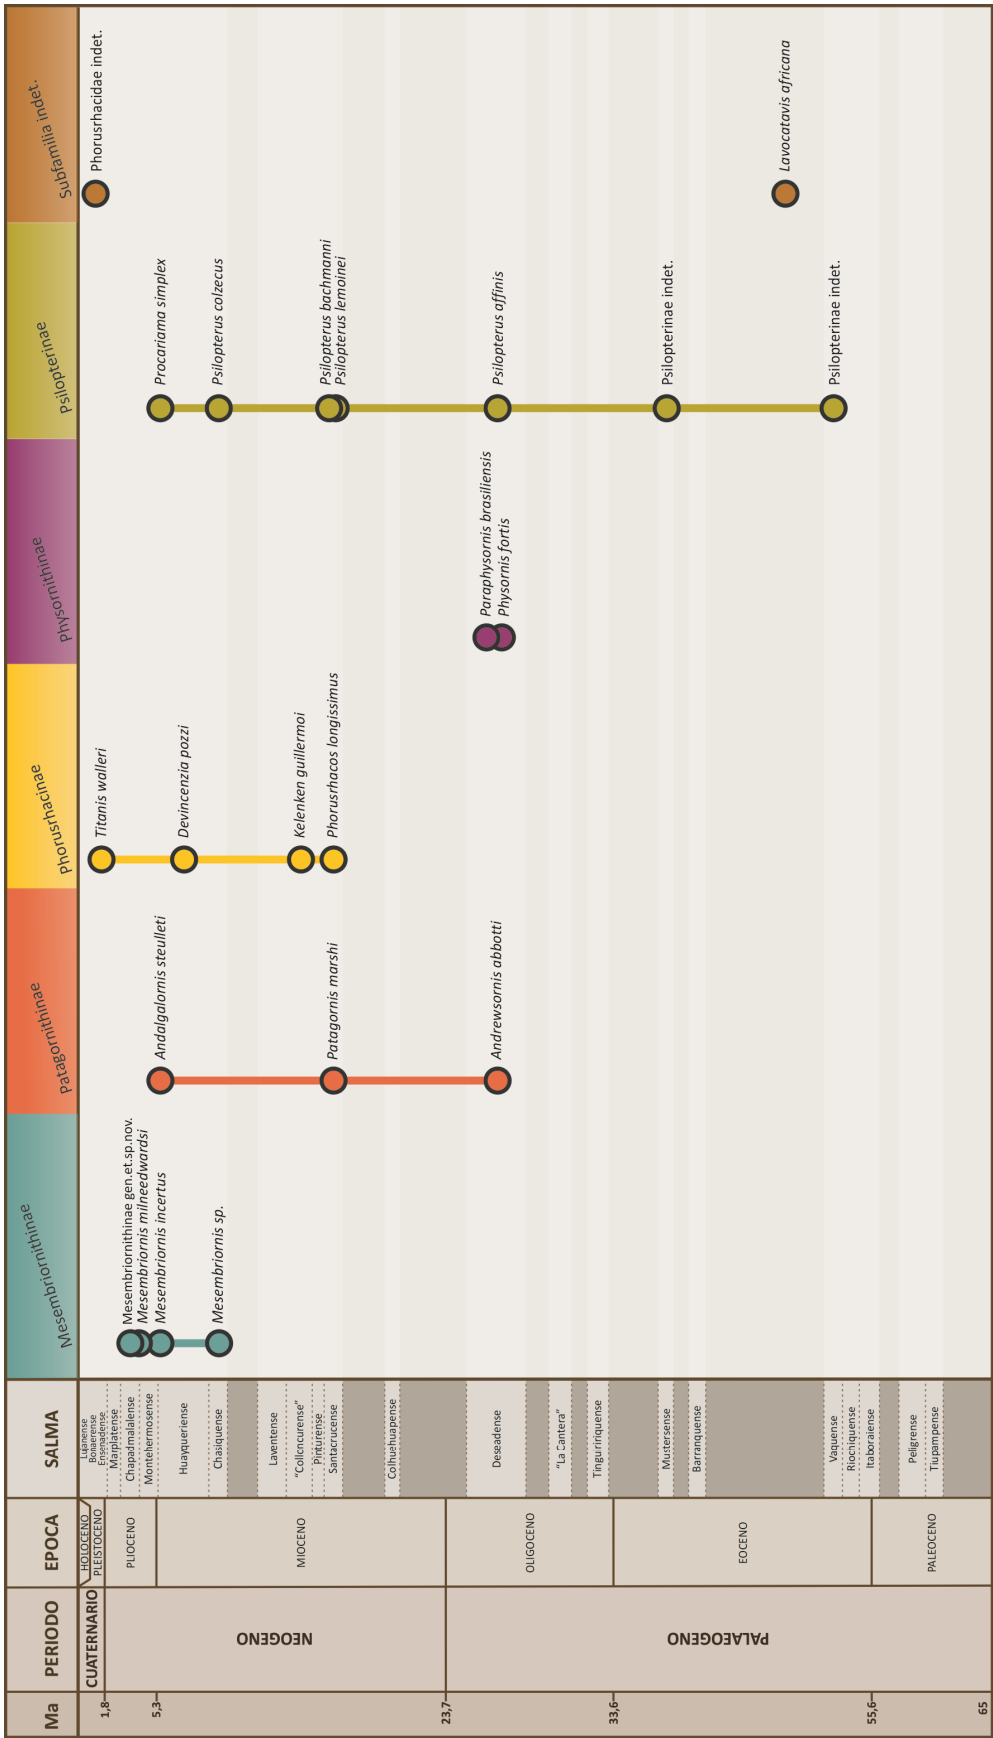 Ma
PERIODO
EPOCA
SALMA
Mesembriornithinae
Patagornithinae
Phorusrhacinae
Physornithinae
Psilopterinae
Subfamilia indet.
1,8
5,3
23,7
33,6
55,6
65
CUATERNARIO
NEOGENO
PALAEOGENO
HOLOCENO
PLEISTOCENO
PLIOCENO
MIOCENO
OLIGOCENO
EOCENO
PALEOCENO
Lujanense
Bonaerense
Ensenadense
Marplatense
Chapadmalalense
Montehermosense
Huayqueriense
Chasiquense
Laventense
"Colloncurense"
Pinturense
Santacrucense
Colhuehuapense
Deseadense
"La Cantera"
Tinguririquense
Mustersense
Barranquense
Vaquense
Riochiquense
Itaboraiense
Peligrense
Tiupampense
Mesembriornithinae gen.et.sp.nov.
Mesembriornis milneedwardsi
Mesembriornis incertus
Mesembriornis sp.
Andalgalornis steulleti
Patagornis marshi
Andrewsornis abbotti
Titanis walleri
Devincenzia pozzi
Kelenken guillermoi
Phorusrhacos longissimus
Paraphysornis brasiliensis
Physornis fortis
Procariama simplex
Psilopterus colzecus
Psilopterus bachmanni
Psilopterus lemoinei
Psilopterus affinis
Psilopterinae indet.
Psilopterinae indet.
Phorusrhacidae indet.
Lavocatavis africana